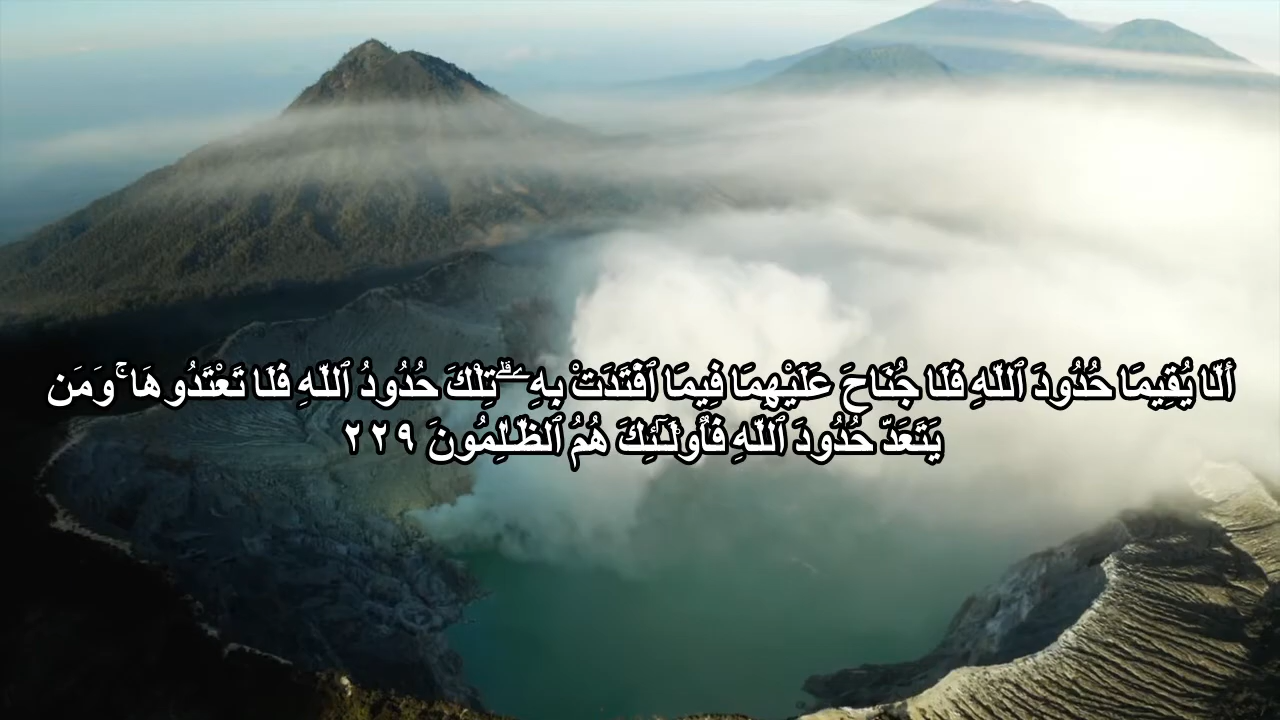 أَلَّا يُقِيمَا حُدُودَ ٱللَّهِ فَلَا جُنَاحَ عَلَيْهِمَا فِيمَا ٱفْتَدَتْ بِهِۦۗ تِلْكَ حُدُودُ ٱللَّهِ فَلَا تَعْتَدُوهَاۚ وَمَن
يَتَعَدَّ حُدُودَ ٱللَّهِ فَأُو۟لَـٰٓئِكَ هُمُ ٱلظَّـٰلِمُونَ ٢٢٩